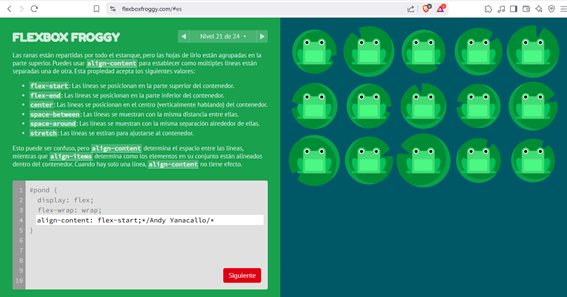 flexboxfroggy.com/#es
FLEXBOX FROGGY
Nivel 21 de 24
Las ranas están repartidas por todo el estanque, pero las hojas de lirio están agrupadas en la
parte superior. Puedes usar align-content para establecer como múltiples líneas están
separadas una de otra. Esta propiedad acepta los siguientes valores:
flex-start: Las líneas se posicionan en la parte superior del contenedor.
flex-end: Las líneas se posicionan en la parte inferior del contenedor.
center: Las líneas se posicionan en el centro (verticalmente hablando) del contenedor.
space-between: Las líneas se muestran con la misma distancia entre ellas.
space-around: Las líneas se muestran con la misma separación alrededor de ellas.
stretch: Las líneas se estiran para ajustarse al contenedor.
Esto puede ser confuso, pero align-content determina el espacio entre las líneas,
mientras que align-items determina como los elementos en su conjunto están alineados
dentro del contenedor. Cuando hay solo una línea, align-content no tiene efecto.
1 #pond {
2 display: flex;
3 flex-wrap: wrap;
4 align-content: flex-start;*/Andy Yanacallo/*
5 }
6
7
8
9
10
Siguiente